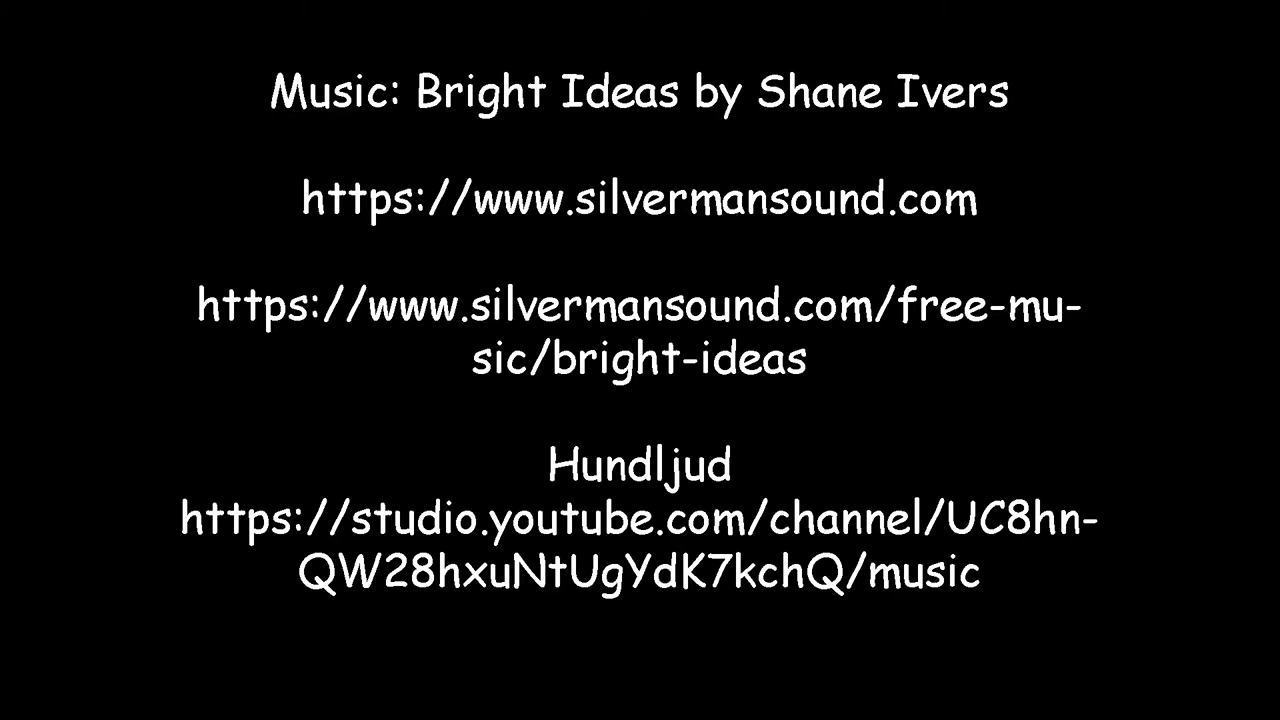 Music: Bright Ideas by Shane Ivers
https://www.silvermansound.com
https://www.silvermansound.com/free-mu-
sic/bright-ideas
Hundljud
https://studio.youtube.com/channel/UC8hn-
QW28hxuNtUgYdK7kchQ/music